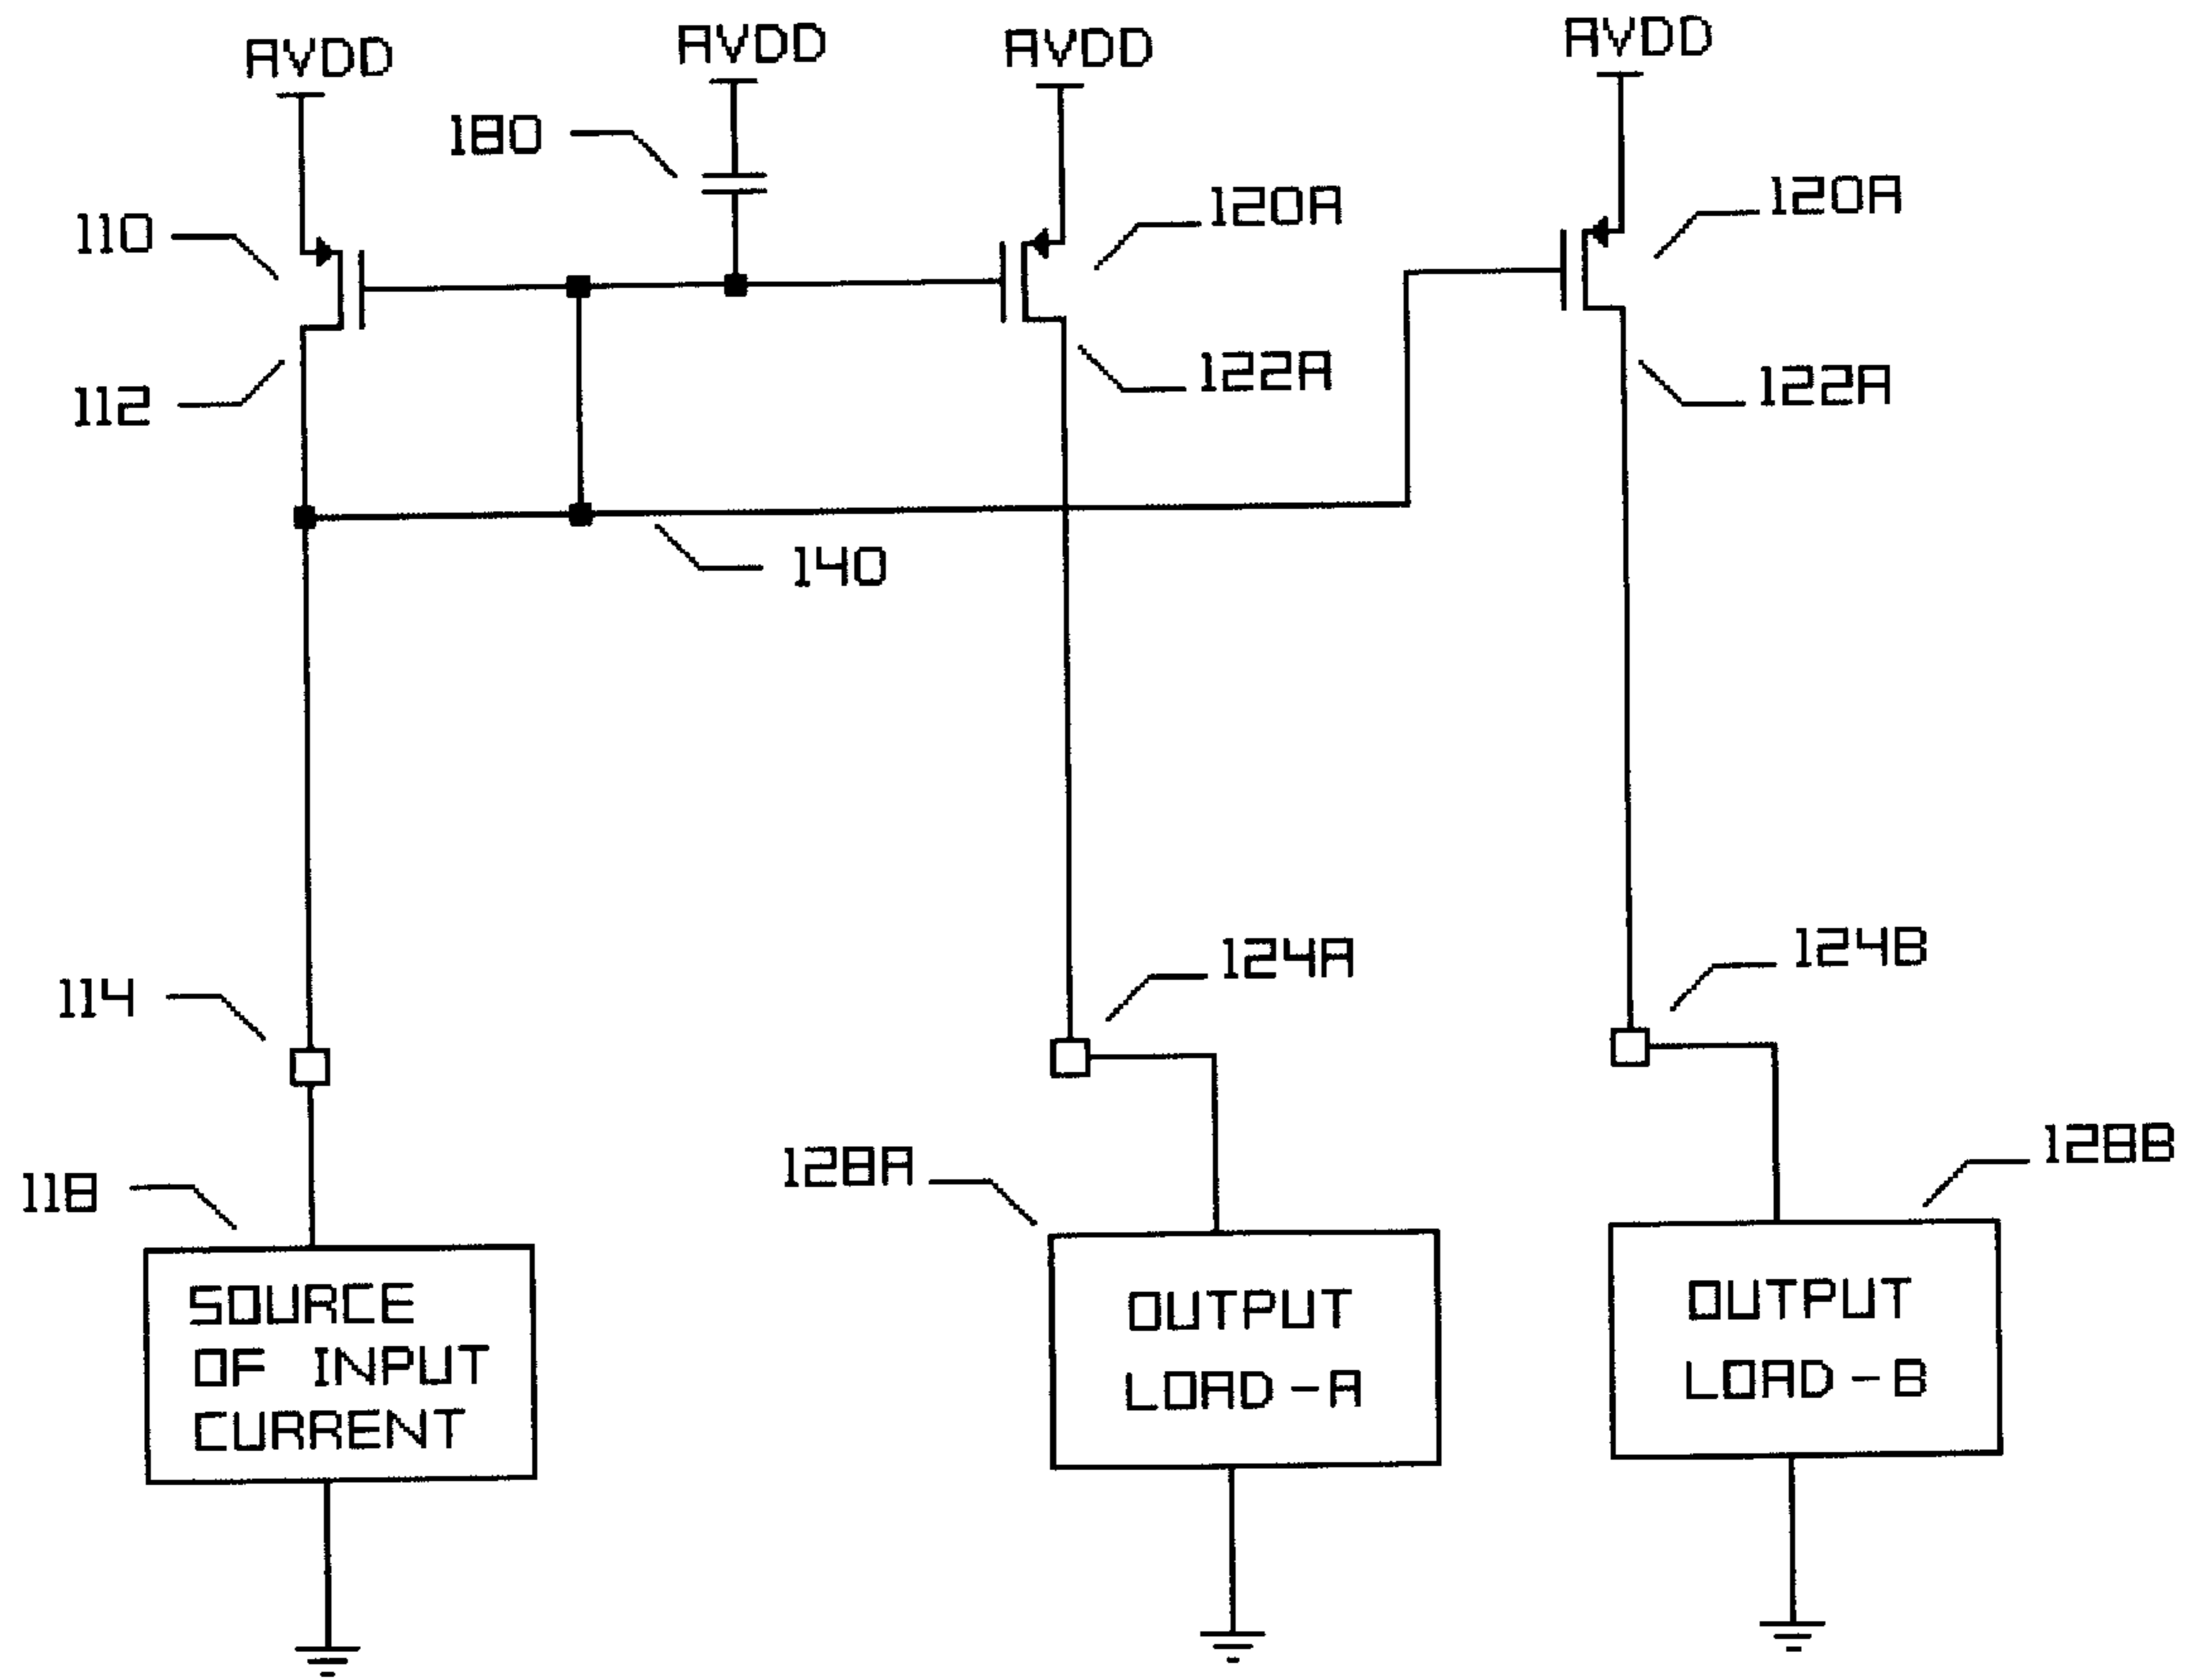 AVDD
AVDD
AVDD
AVDD
180
110
120A
120A
112
122A
122A
140
114
124A
124B
118
128A
128B
SOURCE
OF INPUT
CURRENT
OUTPUT
LOAD-A
OUTPUT
LOAD-B